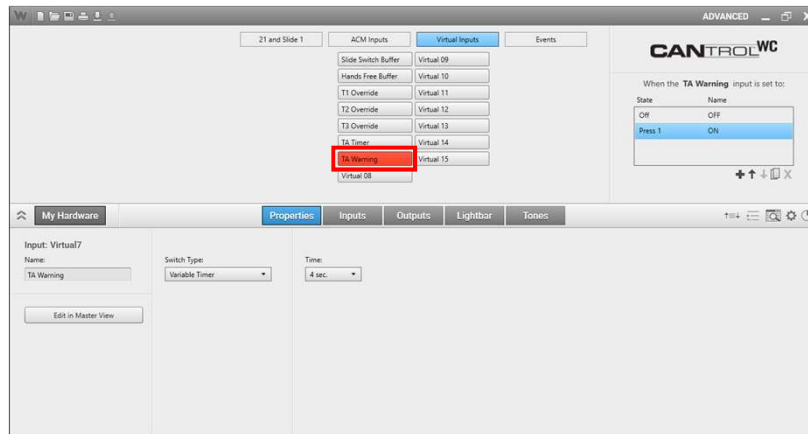 W ADVANCED
21 and Slide 1 ACM Inputs Virtual Inputs Events
Slide Switch Buffer Virtual 09
Hands Free Buffer Virtual 10
T1 Override Virtual 11
T2 Override Virtual 12
T3 Override Virtual 13
TA Timer Virtual 14
TA Warning Virtual 15
Virtual 08
CANTROL WC
When the TA Warning input is set to:
State Name
Off OFF
Press 1 ON
My Hardware Properties Inputs Outputs Lightbar Tones
Input: Virtual7
Name: Switch Type: Time:
TA Warning Variable Timer 4 sec.
Edit in Master View